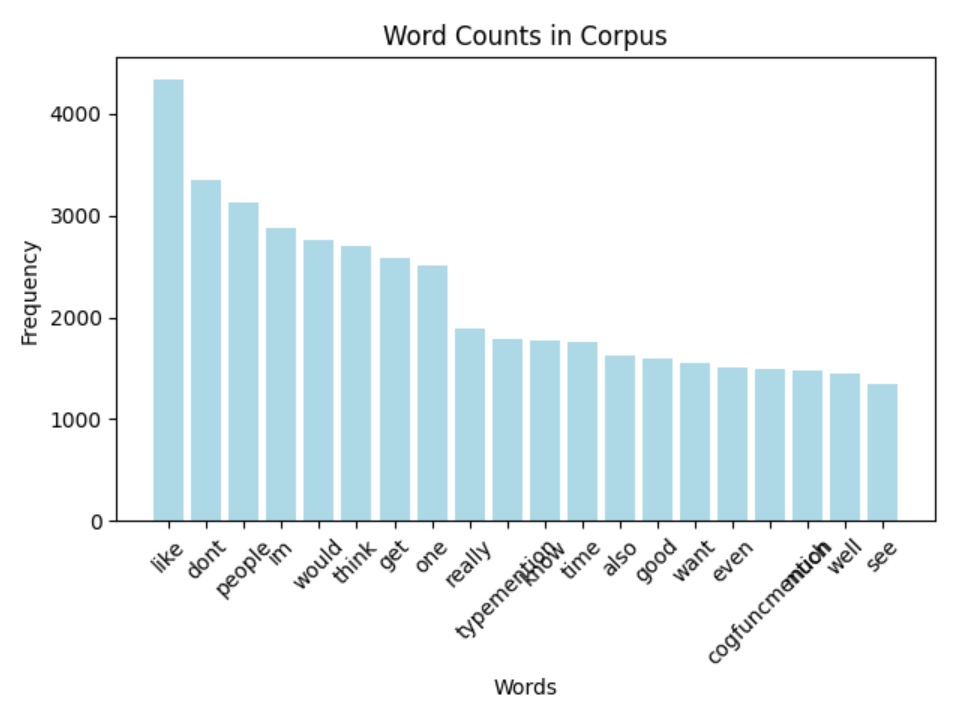 Word Counts in Corpus
4000
3000
2000
1000
0
Frequency
like
dont
people
im
would
think
get
one
really
typemention
know
time
also
good
want
even
cogfuncmention
much
well
see
Words